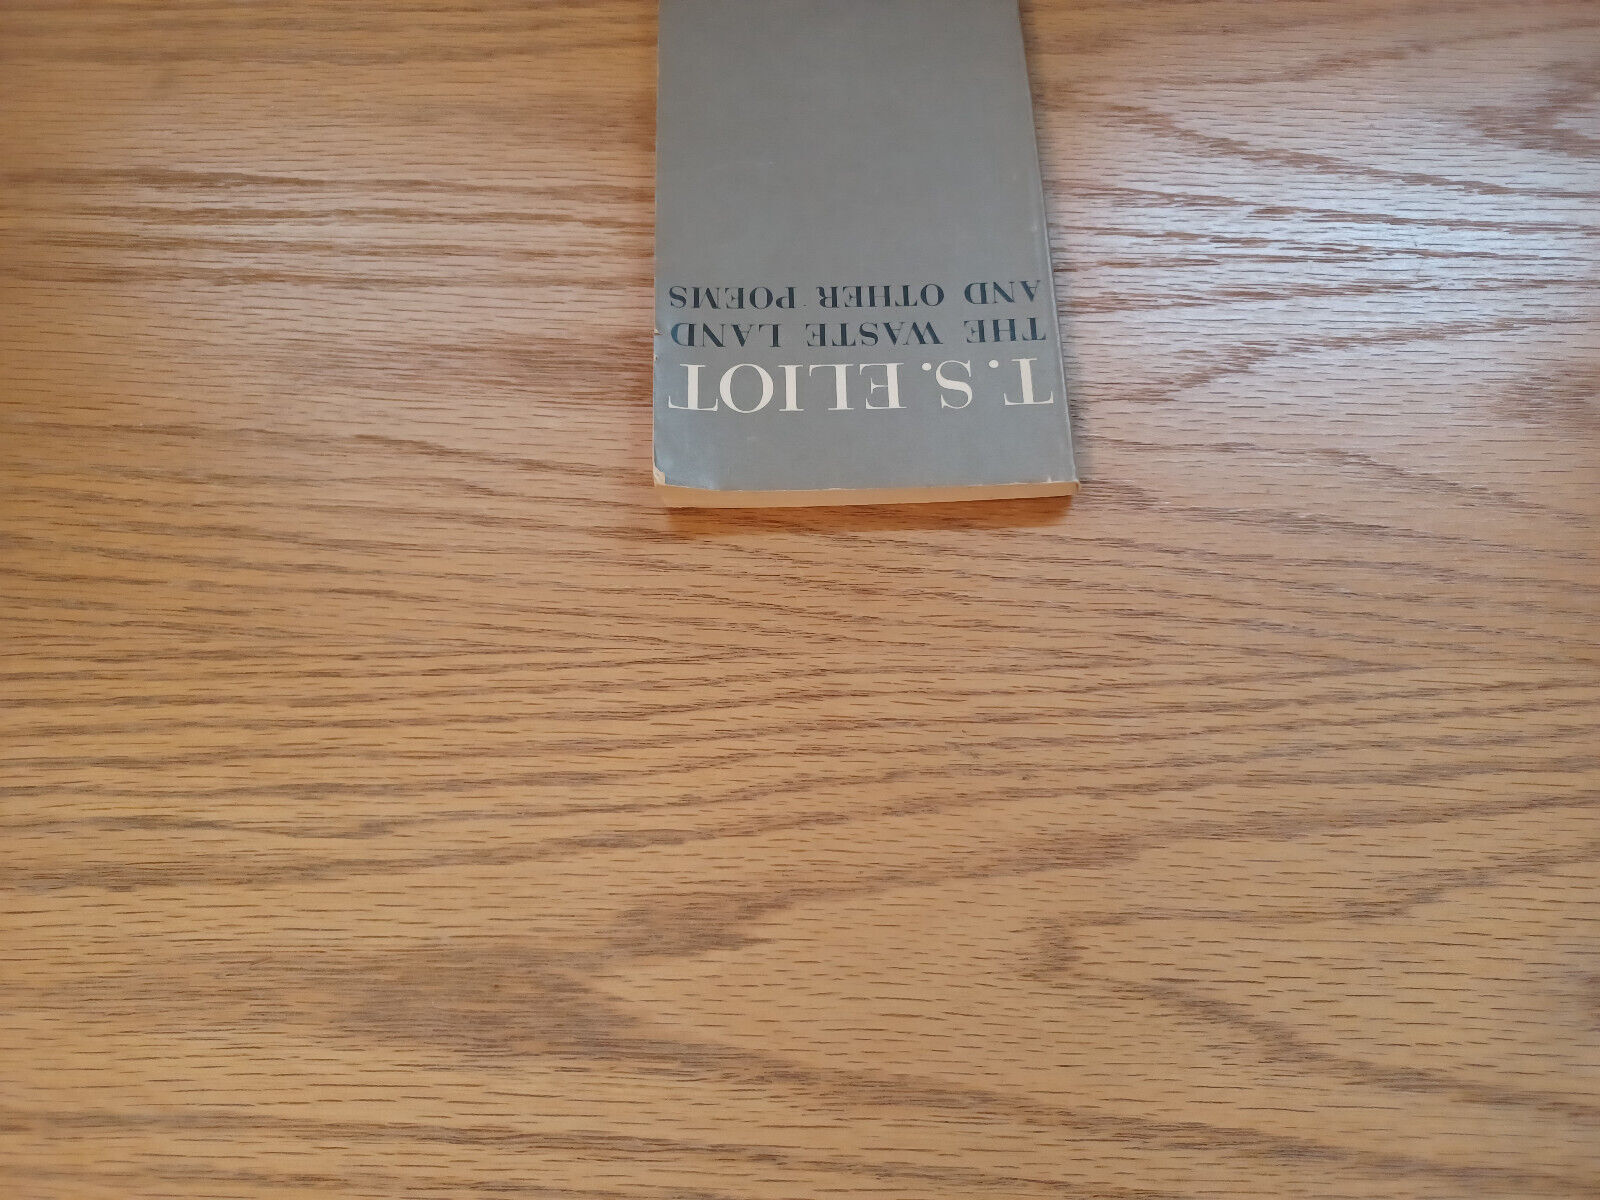 T.S. ELIOT
THE WASTE LAND
AND OTHER POEMS